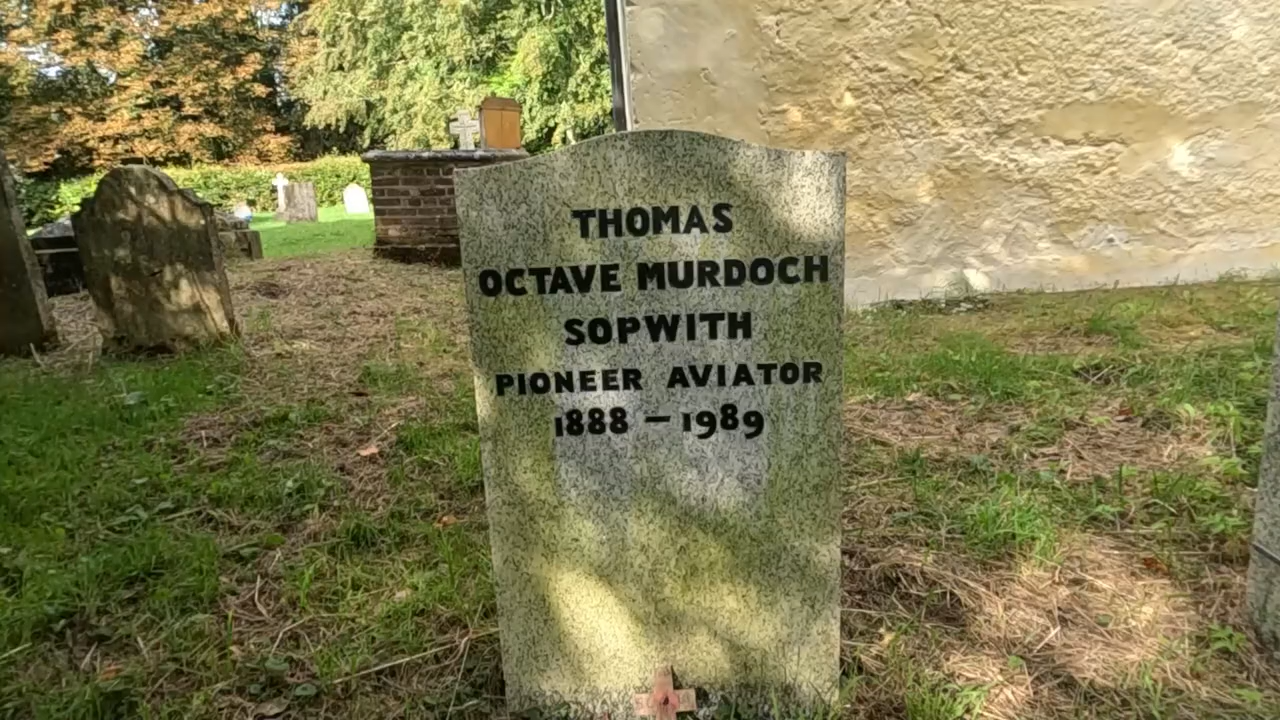 THOMAS
OCTAVE MURDOCH
SOPWITH
PIONEER AVIATOR
1888 – 1989